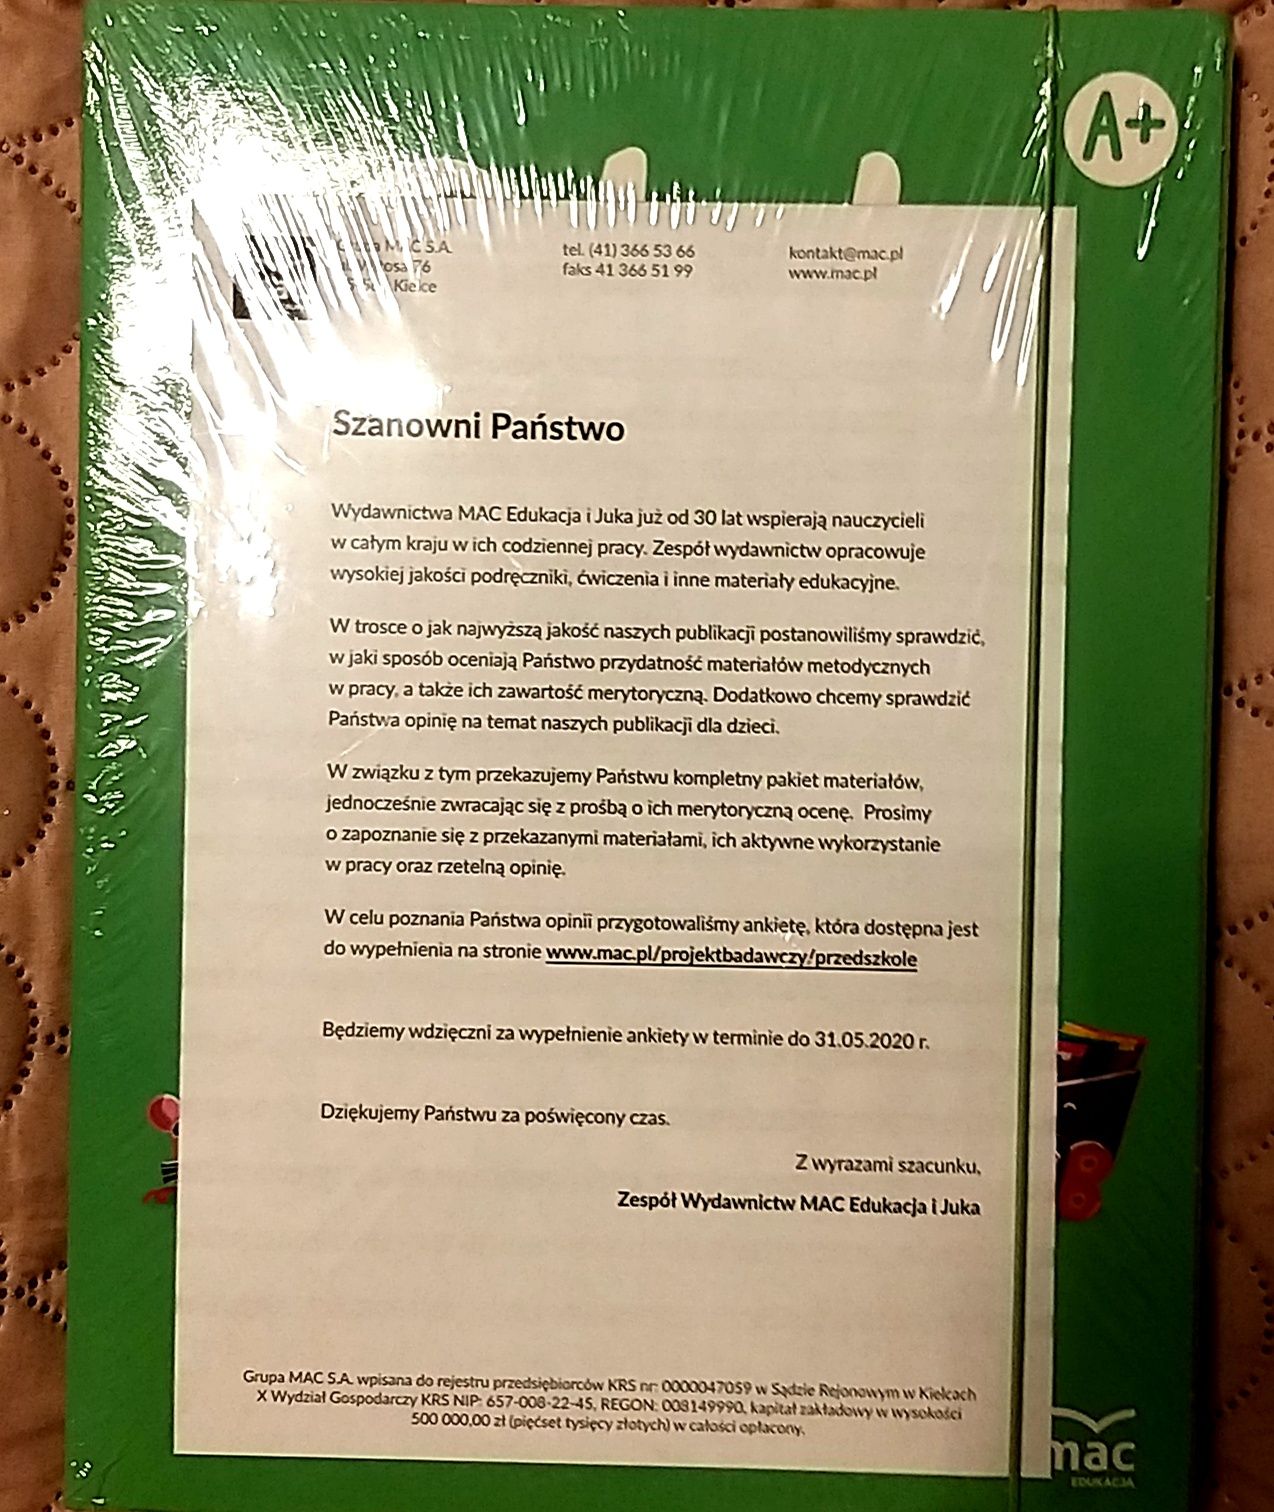 A+
MAC S.A.
tel. (41) 366 53 66
kontakt@mac.pl
76
faks 41 366 51 99
www.mac.pl
Kielce
Szanowni Państwo
Wydawnictwa MAC Edukacja i Juka już od 30 lat wspierają nauczycieli
w całym kraju w ich codziennej pracy. Zespół wydawnictw opracowuje
wysokiej jakości podręczniki, ćwiczenia i inne materiały edukacyjne.
W trosce o jak najwyższą jakość naszych publikacji postanowiliśmy sprawdzić,
w jaki sposób oceniają Państwo przydatność materiałów metodycznych
w pracy, a także ich zawartość merytoryczną. Dodatkowo chcemy sprawdzić
Państwa opinię na temat naszych publikacji dla dzieci.
W związku z tym przekazujemy Państwu kompletny pakiet materiałów,
jednocześnie zwracając się z prośbą o ich merytoryczną ocenę. Prosimy
o zapoznanie się z przekazanymi materiałami, ich aktywne wykorzystanie
w pracy oraz rzetelną opinię.
W celu poznania Państwa opinii przygotowaliśmy ankietę, która dostępna jest
do wypełnienia na stronie www.mac.pl/projektbadawczy/przedszkole
Będziemy wdzięczni za wypełnienie ankiety w terminie do 31.05.2020 r.
Dziękujemy Państwu za poświęcony czas.
Z wyrazami szacunku,
Zespół Wydawnictw MAC Edukacja i Juka
Grupa MAC S.A. wpisana do rejestru przedsiębiorców KRS nr: 0000047059 w Sądzie Rejonowym w Kielcach
X Wydział Gospodarczy KRS NIP: 657-008-22-45, REGON: 008149990, kapitał zakładowy w wysokości
500 000,00 zł (pięćset tysięcy złotych) w całości opłacony.
mac
EDUKACJA